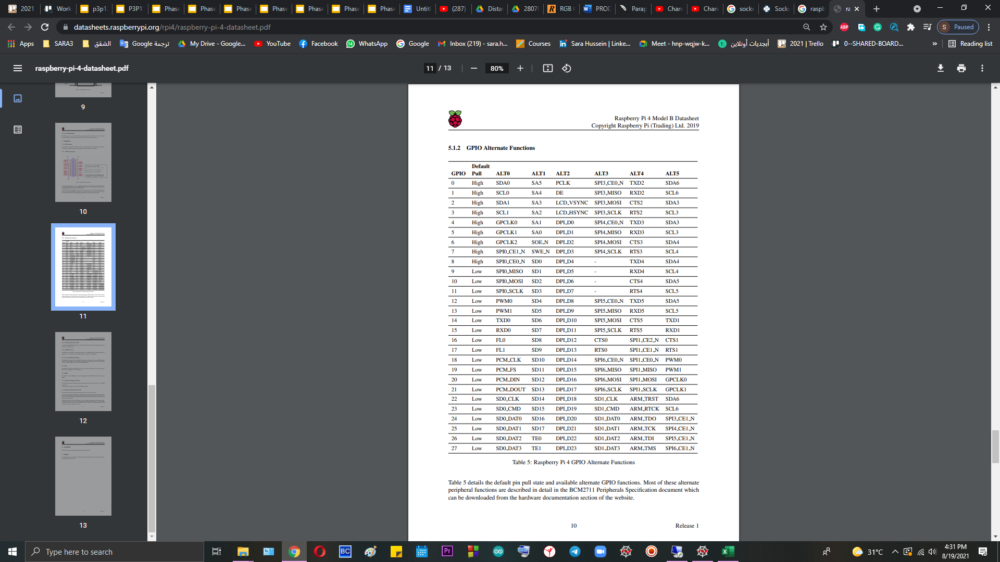 2021
Work
p3p1
P3P1
Phase
Phase
Phase
Phase
Phase
Phase
Phase
Untitl
(287)
Dista
2807(
RGB
PROD
Parap
Chan
Chan
socke
Sock
raspb
ra
datasheets.raspberrypi.org/rpi4/raspberry-pi-4-datasheet.pdf
ABP
S Paused
Apps
SARA3
الشقق
ترجمة Google
My Drive - Google...
YouTube
Facebook
WhatsApp
Google
Inbox (219) - sara.h...
Courses
Sara Hussein | Linke...
Meet - hnp-wqjw-k...
أبجديات أونلاين
2021 | Trello
0--SHARED-BOARD...
»
Reading list
raspberry-pi-4-datasheet.pdf
11 / 13
80%
9
10
11
12
13
Raspberry Pi 4 Model B Datasheet
Copyright Raspberry Pi (Trading) Ltd. 2019
5.1.2 GPIO Alternate Functions
Default
GPIO Pull ALT0 ALT1 ALT2 ALT3 ALT4 ALT5
0 High SDA0 SA5 PCLK SPI3_CE0_N TXD2 SDA6
1 High SCL0 SA4 DE SPI3_MISO RXD2 SCL6
2 High SDA1 SA3 LCD_VSYNC SPI3_MOSI CTS2 SDA3
3 High SCL1 SA2 LCD_HSYNC SPI3_SCLK RTS2 SCL3
4 High GPCLK0 SA1 DPI_D0 SPI4_CE0_N TXD3 SDA3
5 High GPCLK1 SA0 DPI_D1 SPI4_MISO RXD3 SCL3
6 High GPCLK2 SOE_N DPI_D2 SPI4_MOSI CTS3 SDA4
7 High SPI0_CE1_N SWE_N DPI_D3 SPI4_SCLK RTS3 SCL4
8 High SPI0_CE0_N SD0 DPI_D4 - TXD4 SDA4
9 Low SPI0_MISO SD1 DPI_D5 - RXD4 SCL4
10 Low SPI0_MOSI SD2 DPI_D6 - CTS4 SDA5
11 Low SPI0_SCLK SD3 DPI_D7 - RTS4 SCL5
12 Low PWM0 SD4 DPI_D8 SPI5_CE0_N TXD5 SDA5
13 Low PWM1 SD5 DPI_D9 SPI5_MISO RXD5 SCL5
14 Low TXD0 SD6 DPI_D10 SPI5_MOSI CTS5 TXD1
15 Low RXD0 SD7 DPI_D11 SPI5_SCLK RTS5 RXD1
16 Low FL0 SD8 DPI_D12 CTS0 SPI1_CE2_N CTS1
17 Low FL1 SD9 DPI_D13 RTS0 SPI1_CE1_N RTS1
18 Low PCM_CLK SD10 DPI_D14 SPI6_CE0_N SPI1_CE0_N PWM0
19 Low PCM_FS SD11 DPI_D15 SPI6_MISO SPI1_MISO PWM1
20 Low PCM_DIN SD12 DPI_D16 SPI6_MOSI SPI1_MOSI GPCLK0
21 Low PCM_DOUT SD13 DPI_D17 SPI6_SCLK SPI1_SCLK GPCLK1
22 Low SD0_CLK SD14 DPI_D18 SD1_CLK ARM_TRST SDA6
23 Low SD0_CMD SD15 DPI_D19 SD1_CMD ARM_RTCK SCL6
24 Low SD0_DAT0 SD16 DPI_D20 SD1_DAT0 ARM_TDO SPI3_CE1_N
25 Low SD0_DAT1 SD17 DPI_D21 SD1_DAT1 ARM_TCK SPI4_CE1_N
26 Low SD0_DAT2 TE0 DPI_D22 SD1_DAT2 ARM_TDI SPI5_CE1_N
27 Low SD0_DAT3 TE1 DPI_D23 SD1_DAT3 ARM_TMS SPI6_CE1_N
Table 5: Raspberry Pi 4 GPIO Alternate Functions
Table 5 details the default pin pull state and available alternate GPIO functions. Most of these alternate
peripheral functions are described in detail in the BCM2711 Peripherals Specification document which
can be downloaded from the hardware documentation section of the website.
10
Release 1
Type here to search
BC
Pr
31°C
4:31 PM
8/19/2021